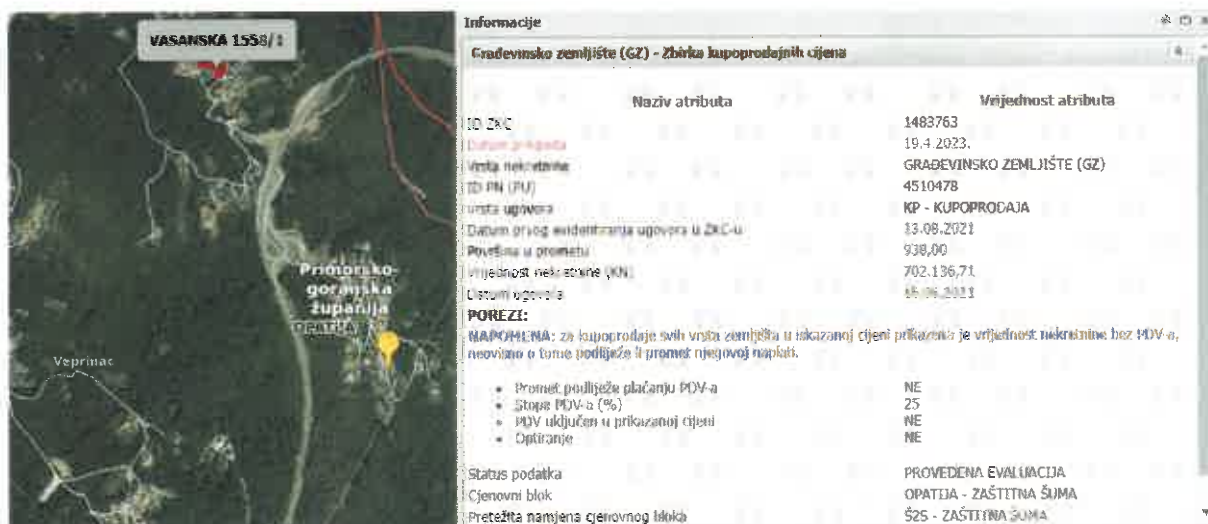 VASANSKA 1558/1
Primorsko-
goranska
županija
OPATIJA
Veprinac
Informacije
Građevinsko zemljište (GZ) - Zbirka kupoprodajnih cijena
Naziv atributa Vrijednost atributa
ID ZKC 1483763
Datum 19.4.2023.
Vrsta nekretnine GRAĐEVINSKO ZEMLJIŠTE (GZ)
ID PN (PU) 4510478
Vrsta ugovora KP - KUPOPRODAJA
Datum prvog evidentiranja ugovora u ZKC-u 13.08.2021
Površina u prometu 938,00
Vrijednost nekretnine (KN) 702.136,71
Datum ugovora
POREZI:
NAPOMENA: za kupoprodaje svih vrsta zemljišta u iskazanoj cijeni prikazana je vrijednost nekretnine bez PDV-a,
neovisno o tome podliježe li promet njegovoj naplati.
• Promet podliježe plaćanju PDV-a NE
• Stopa PDV-a (%) 25
• PDV uključen u prikazanoj cijeni NE
• Optiranje NE
Status podatka PROVEDENA EVALUACIJA
Cjenovni blok OPATIJA - ZAŠTITNA ŠUMA
Pretežita namjena cjenovnog bloka Š2S - ZAŠTITNA ŠUMA